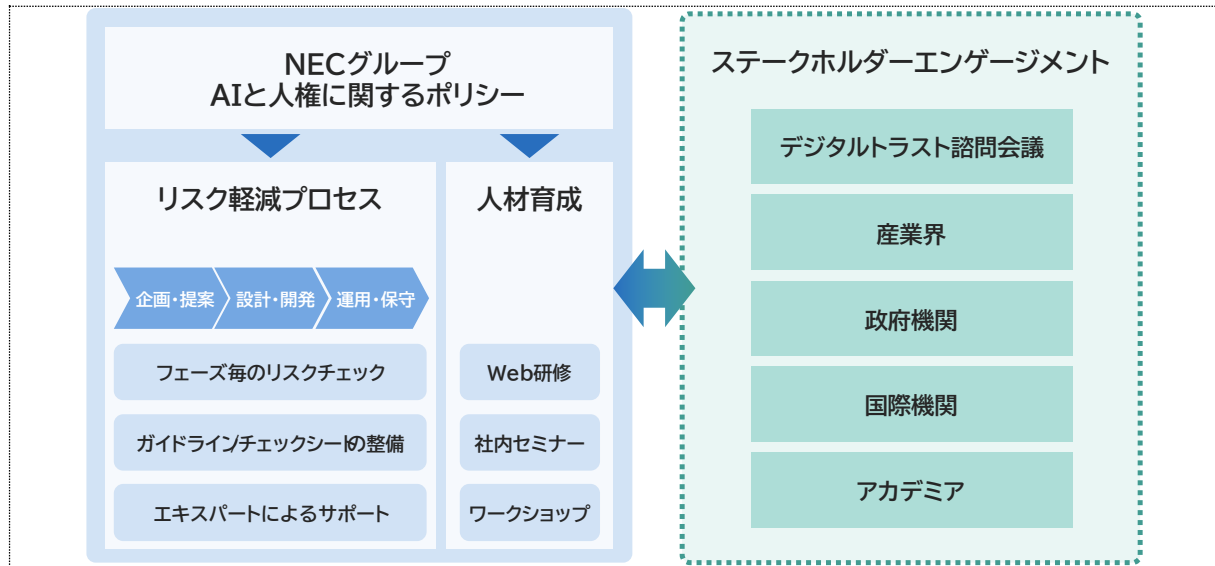 NECグループ
AIと人権に関するポリシー
リスク軽減プロセス
企画・提案
設計・開発
運用・保守
フェーズ毎のリスクチェック
ガイドライン/チェックシートの整備
エキスパートによるサポート
人材育成
Web研修
社内セミナー
ワークショップ
ステークホルダーエンゲージメント
デジタルトラスト諮問会議
産業界
政府機関
国際機関
アカデミア